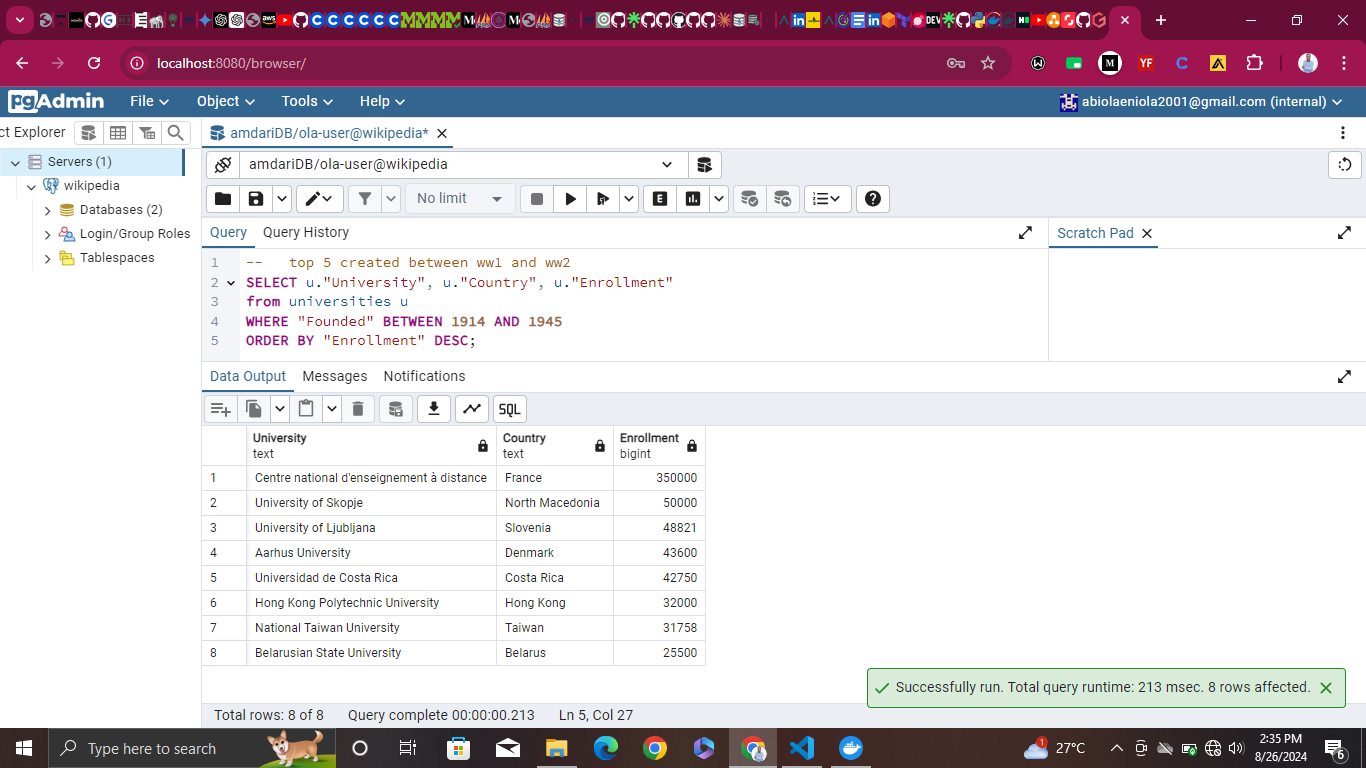 localhost:8080/browser/
pgAdmin File Object Tools Help abiolaeniola2001@gmail.com (internal)
ct Explorer
Servers (1)
wikipedia
Databases (2)
Login/Group Roles
Tablespaces
amdariDB/ola-user@wikipedia*
amdariDB/ola-user@wikipedia
No limit
Query Query History
Scratch Pad
1 -- top 5 created between ww1 and ww2
2 SELECT u."University", u."Country", u."Enrollment"
3 from universities u
4 WHERE "Founded" BETWEEN 1914 AND 1945
5 ORDER BY "Enrollment" DESC;
Data Output Messages Notifications
SQL
University Country Enrollment
text text bigint
1 Centre national d'enseignement à distance France 350000
2 University of Skopje North Macedonia 50000
3 University of Ljubljana Slovenia 48821
4 Aarhus University Denmark 43600
5 Universidad de Costa Rica Costa Rica 42750
6 Hong Kong Polytechnic University Hong Kong 32000
7 National Taiwan University Taiwan 31758
8 Belarusian State University Belarus 25500
Successfully run. Total query runtime: 213 msec. 8 rows affected.
Total rows: 8 of 8 Query complete 00:00:00.213 Ln 5, Col 27
Type here to search
27°C
2:35 PM
8/26/2024